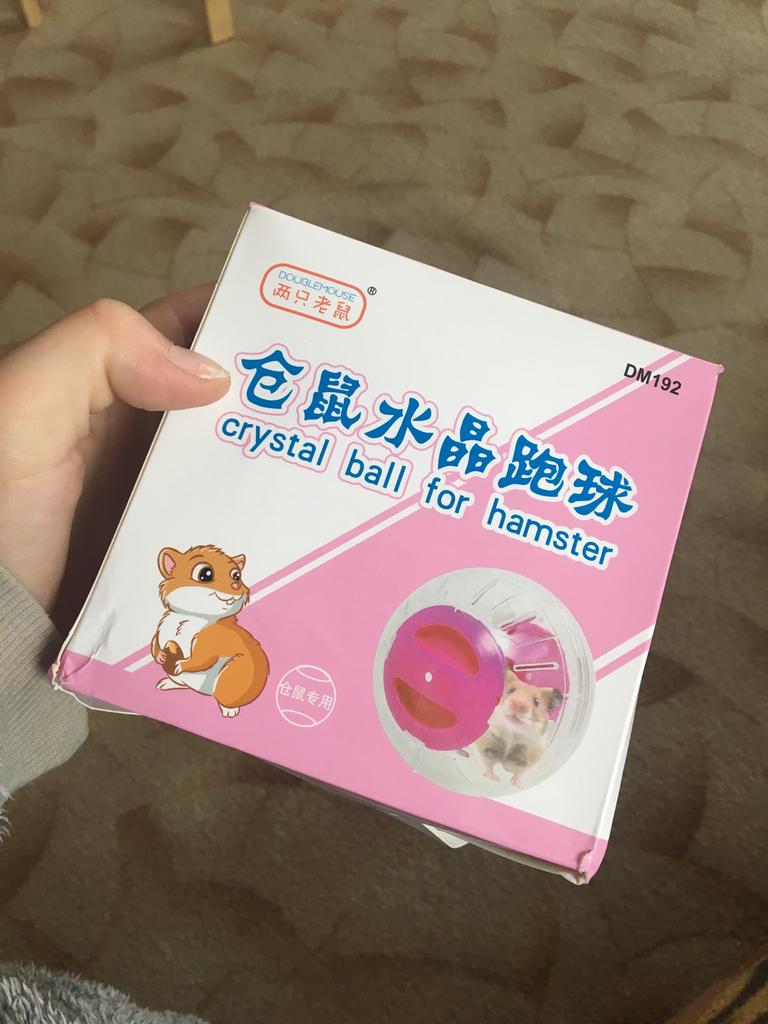 DOUBLEMOUSE
两只老鼠®
DM192
仓鼠水晶跑球
crystal ball for hamster
仓鼠专用